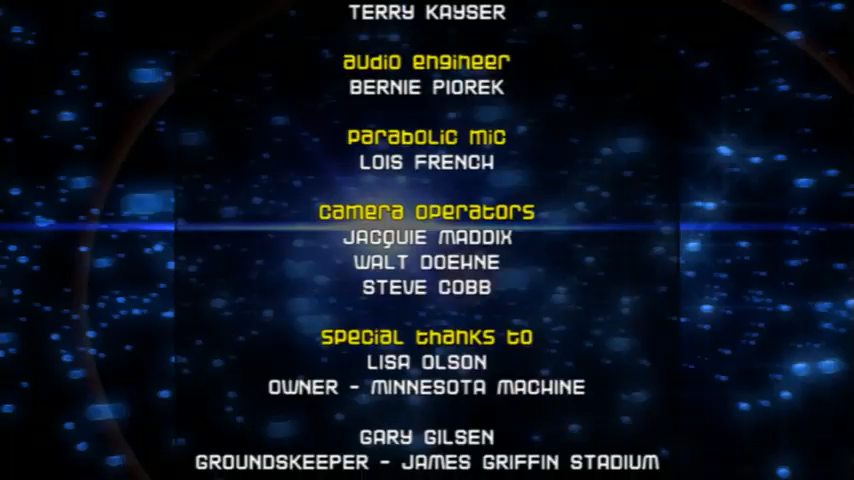 TERRY KAYSER
audio engineer
BERNIE PIOREK
parabolic mic
LOIS FRENCH
camera operators
JACQUIE MADDIX
WALT DOEHNE
STEVE COBB
special thanks to
LISA OLSON
OWNER - MINNESOTA MACHINE
GARY GILSEN
GROUNDSKEEPER - JAMES GRIFFIN STADIUM